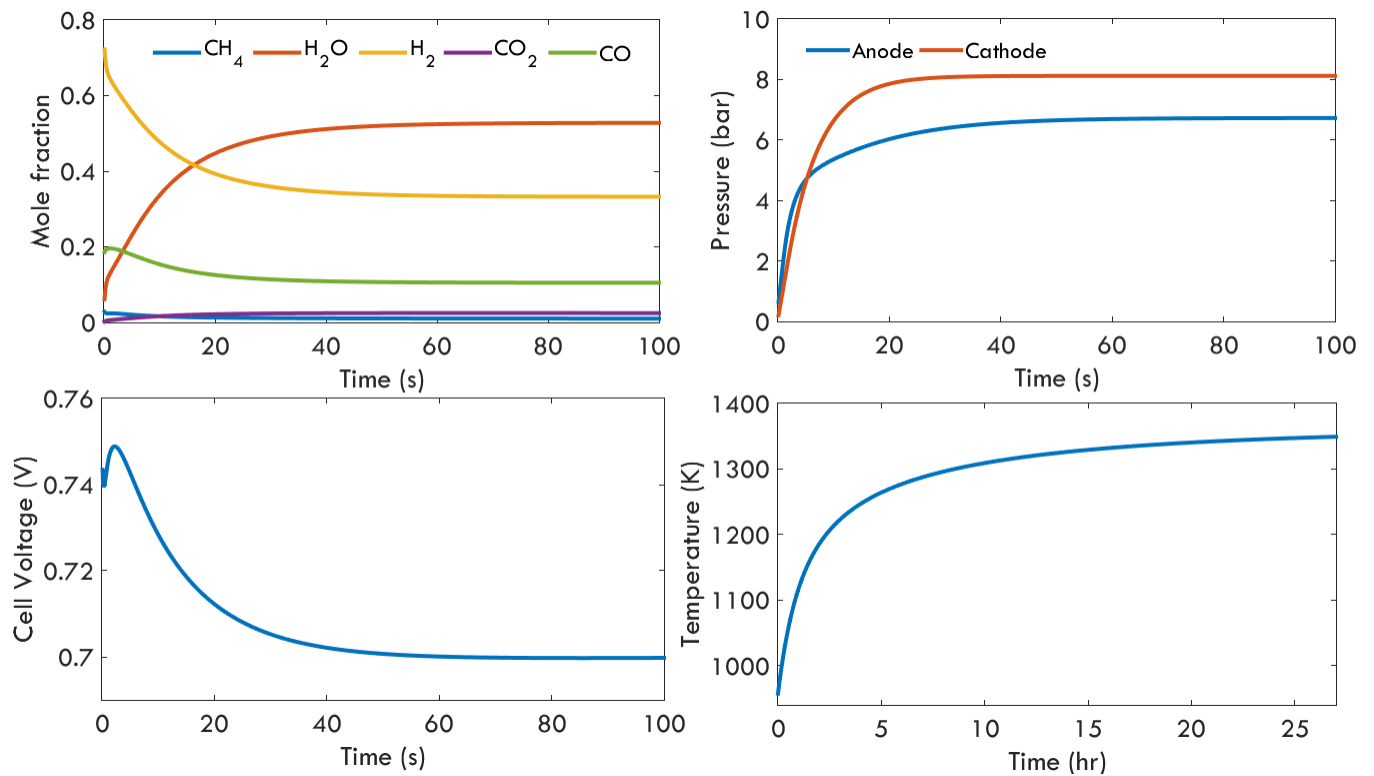 0.8
0.6
0.4
0.2
0
Mole fraction
CH4 H2O H2 CO2 CO
0 20 40 60 80 100
Time (s)
10
8
6
4
2
0
Pressure (bar)
Anode Cathode
0 20 40 60 80 100
Time (s)
0.76
0.74
0.72
0.7
Cell Voltage (V)
0 20 40 60 80 100
Time (s)
1400
1300
1200
1100
1000
Temperature (K)
0 5 10 15 20 25
Time (hr)